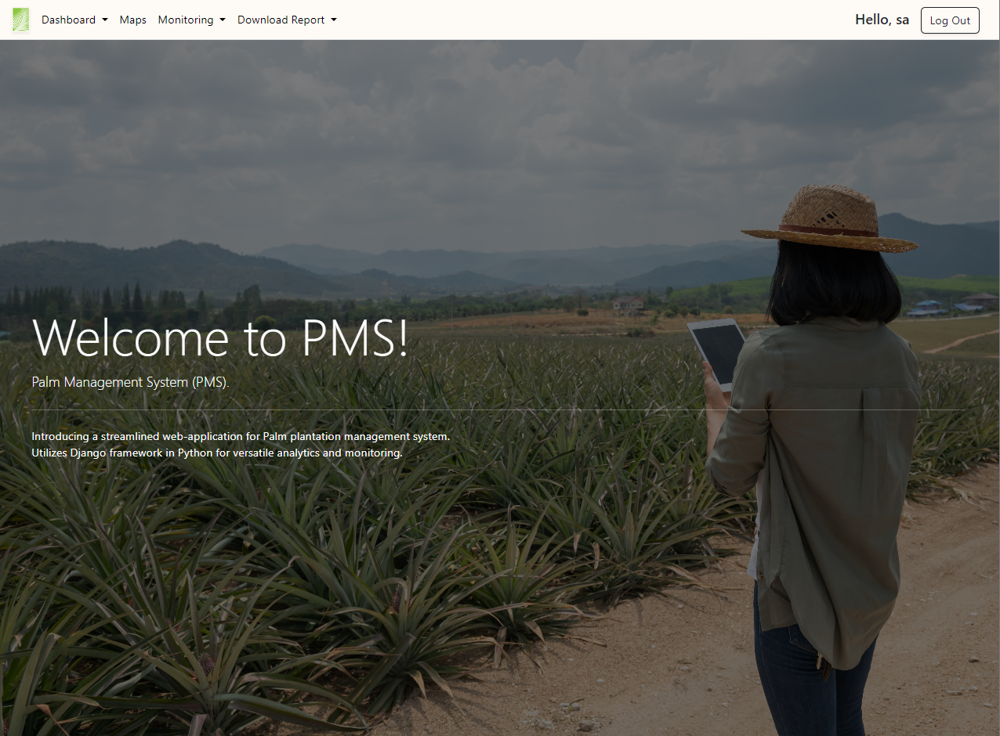 Dashboard Maps Monitoring Download Report Hello, sa Log Out
Welcome to PMS!
Palm Management System (PMS).
Introducing a streamlined web-application for Palm plantation management system.
Utilizes Django framework in Python for versatile analytics and monitoring.